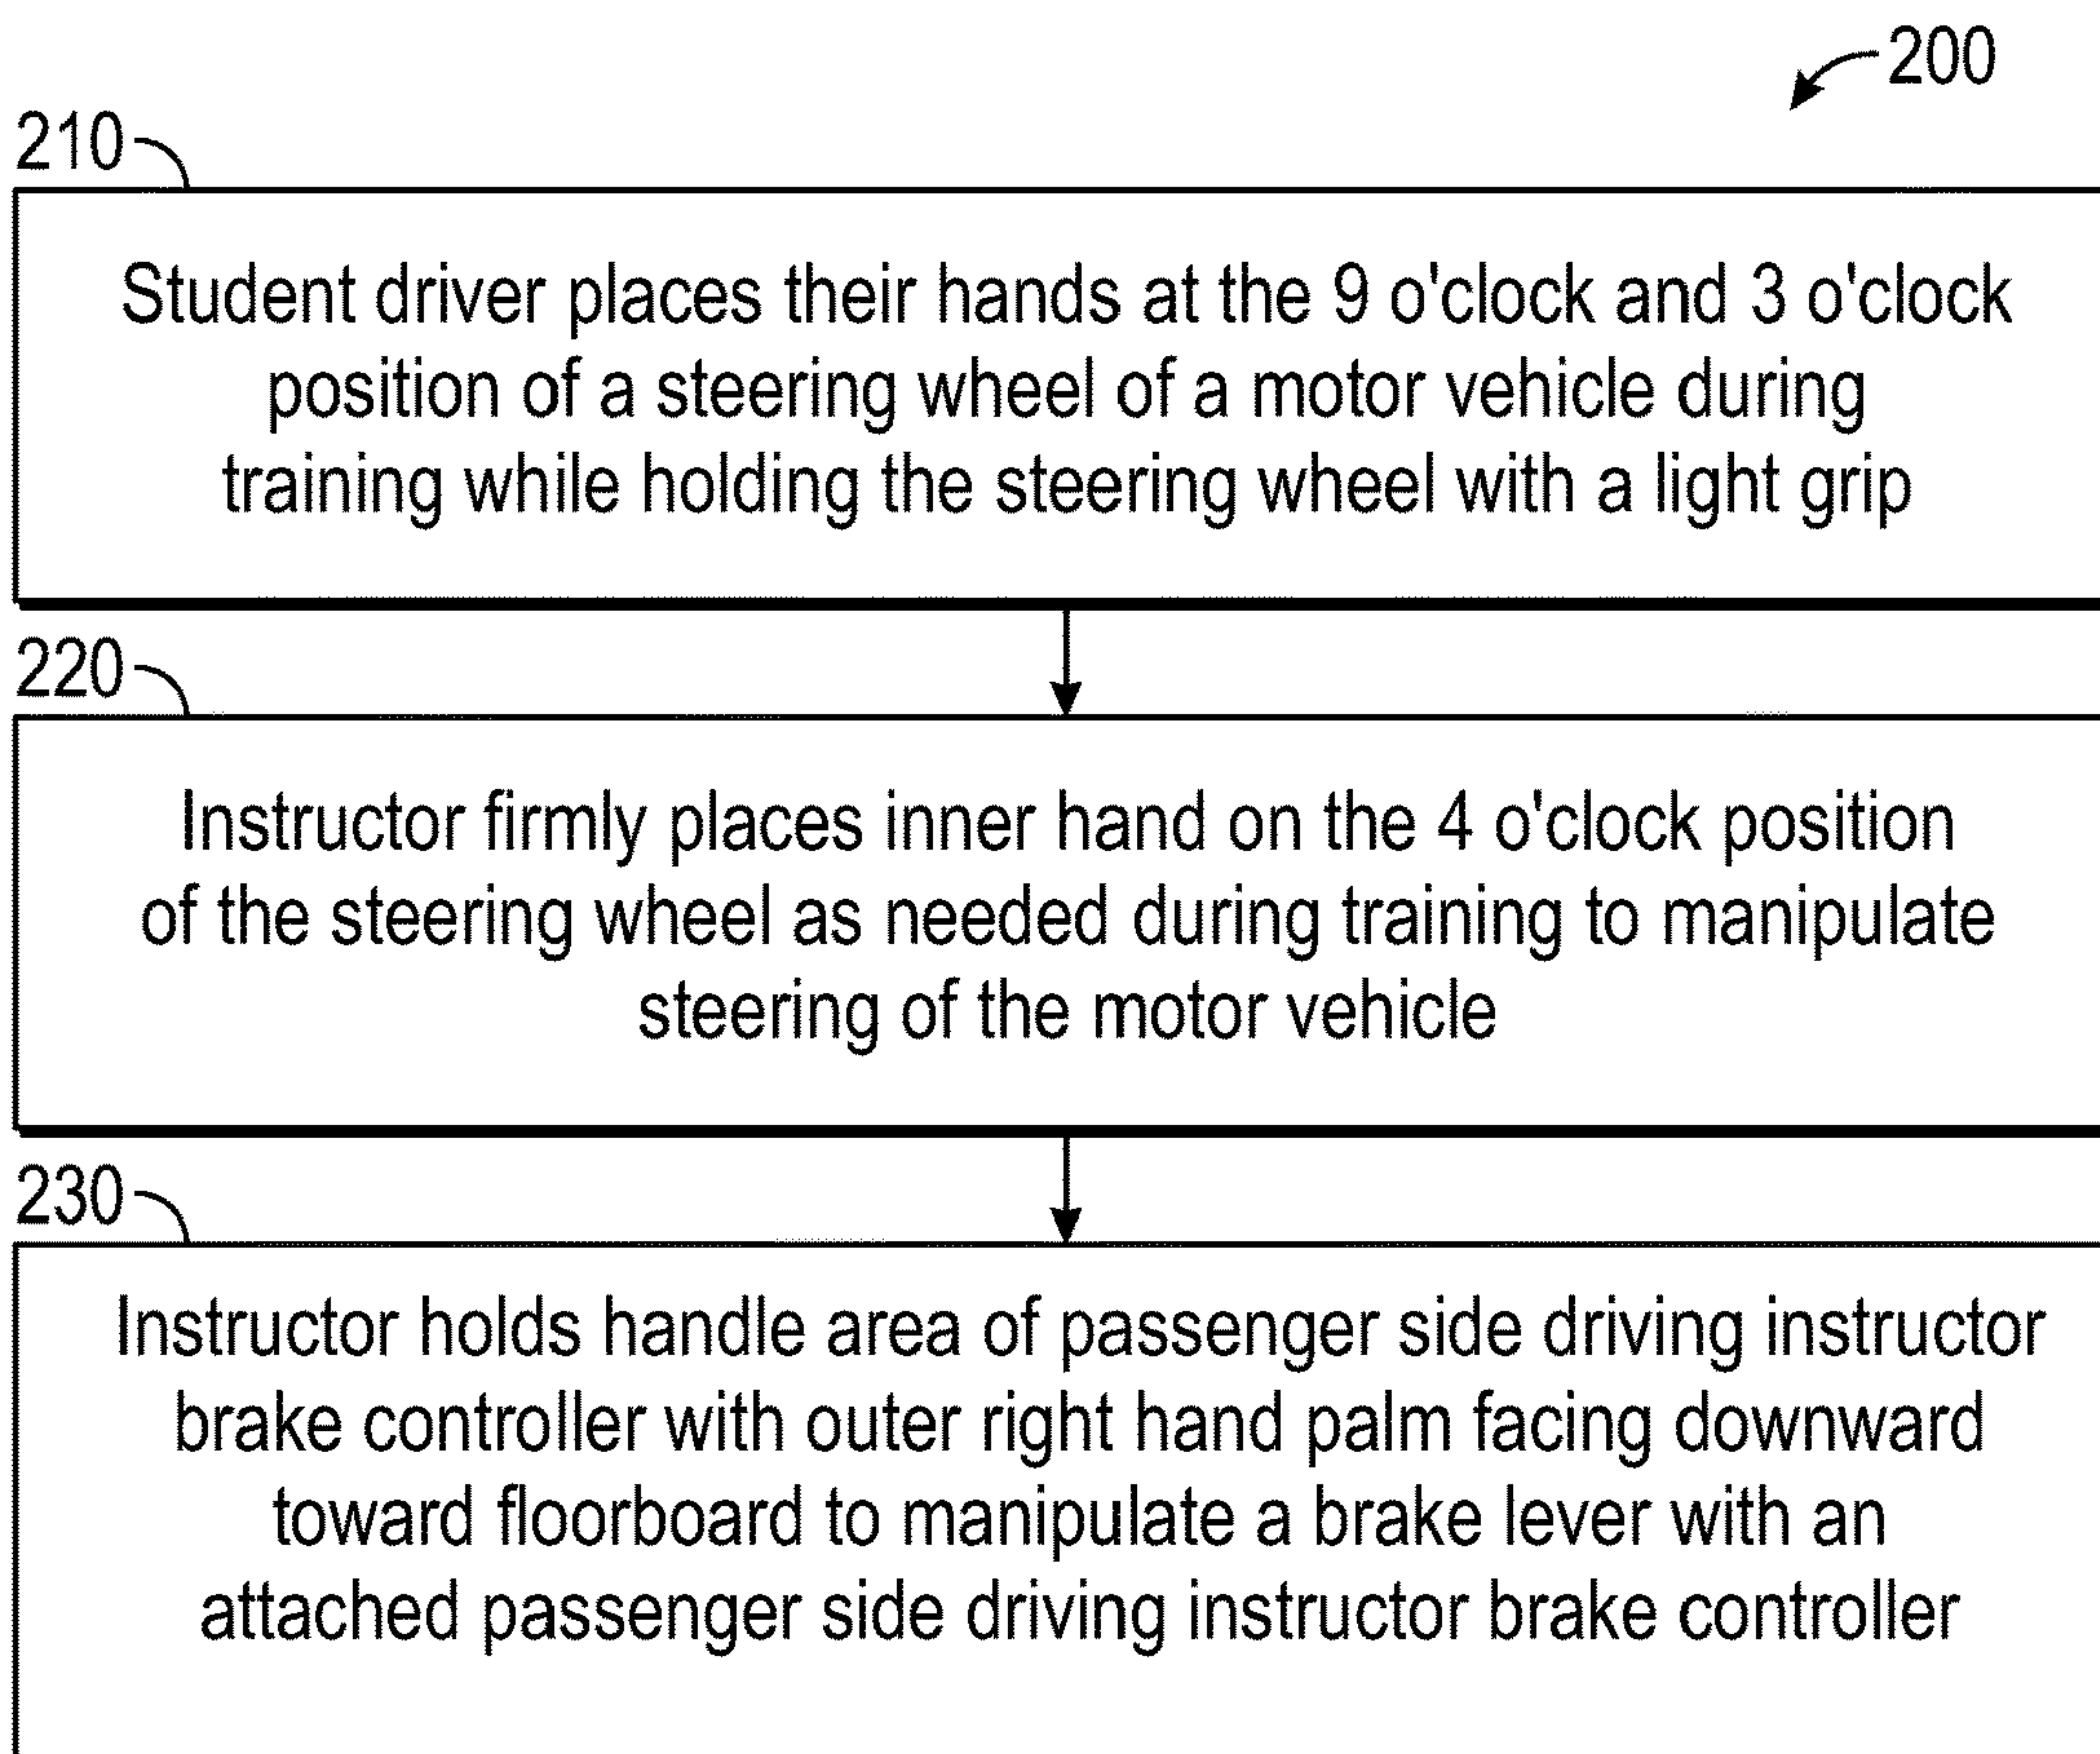 200
210
Student driver places their hands at the 9 o'clock and 3 o'clock
position of a steering wheel of a motor vehicle during
training while holding the steering wheel with a light grip
220
Instructor firmly places inner hand on the 4 o'clock position
of the steering wheel as needed during training to manipulate
steering of the motor vehicle
230
Instructor holds handle area of passenger side driving instructor
brake controller with outer right hand palm facing downward
toward floorboard to manipulate a brake lever with an
attached passenger side driving instructor brake controller